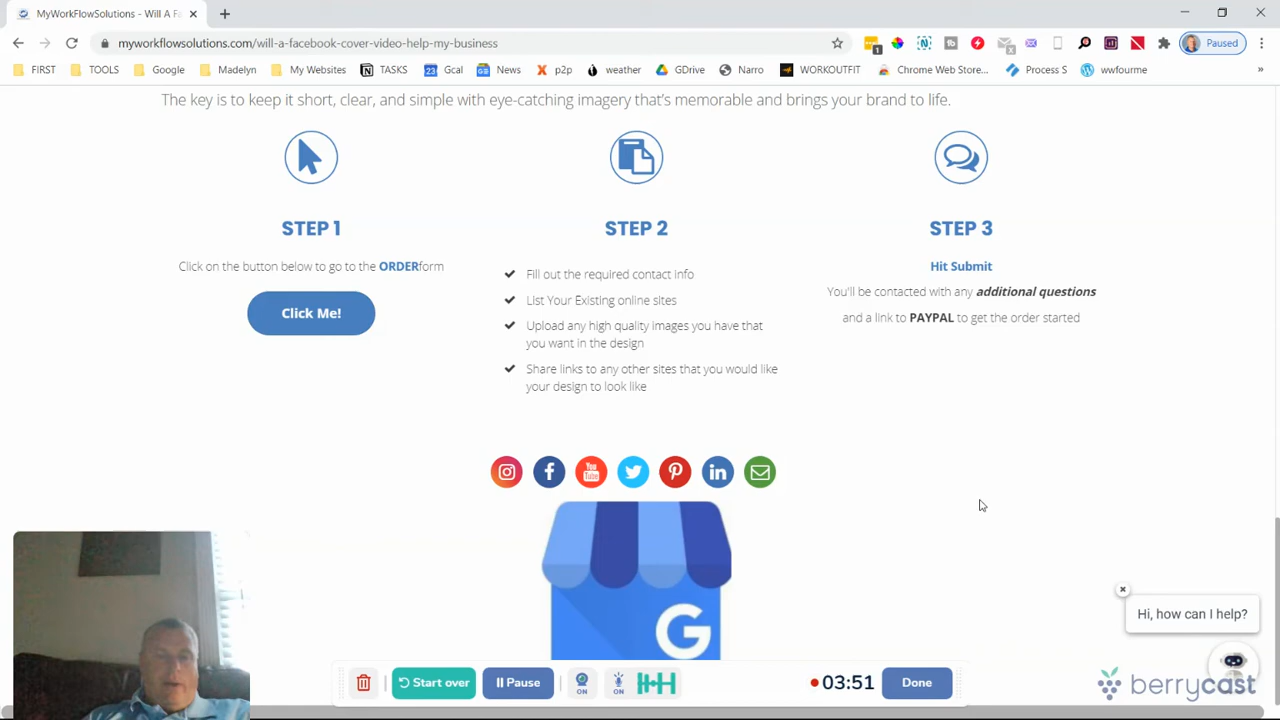 MyWorkFlowSolutions - Will A Fa
myworkflowsolutions.com/will-a-facebook-cover-video-help-my-business
1
x
Paused
FIRST
TOOLS
Google
Madelyn
My Websites
TASKS
23
Gcal
News
p2p
weather
GDrive
Narro
WORKOUTFIT
Chrome Web Store...
Process S
wwfourme
»
The key is to keep it short, clear, and simple with eye-catching imagery that's memorable and brings your brand to life.
STEP 1
STEP 2
STEP 3
Click on the button below to go to the ORDERform
Click Me!
Fill out the required contact info
List Your Existing online sites
Upload any high quality images you have that
you want in the design
Share links to any other sites that you would like
your design to look like
Hit Submit
You'll be contacted with any additional questions
and a link to PAYPAL to get the order started
You Tube
in
G
Hi, how can I help?
Start over
Pause
ON
ON
03:51
Done
berrycast